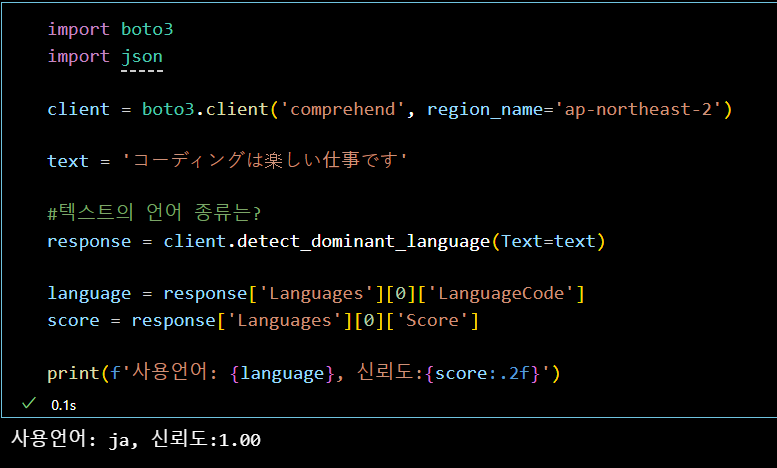 import boto3
import json
client = boto3.client('comprehend', region_name='ap-northeast-2')
text = 'コーディングは楽しい仕事です'
#텍스트의 언어 종류는?
response = client.detect_dominant_language(Text=text)
language = response['Languages'][0]['LanguageCode']
score = response['Languages'][0]['Score']
print(f'사용언어: {language}, 신뢰도:{score:.2f}')
0.1s
사용언어: ja, 신뢰도:1.00